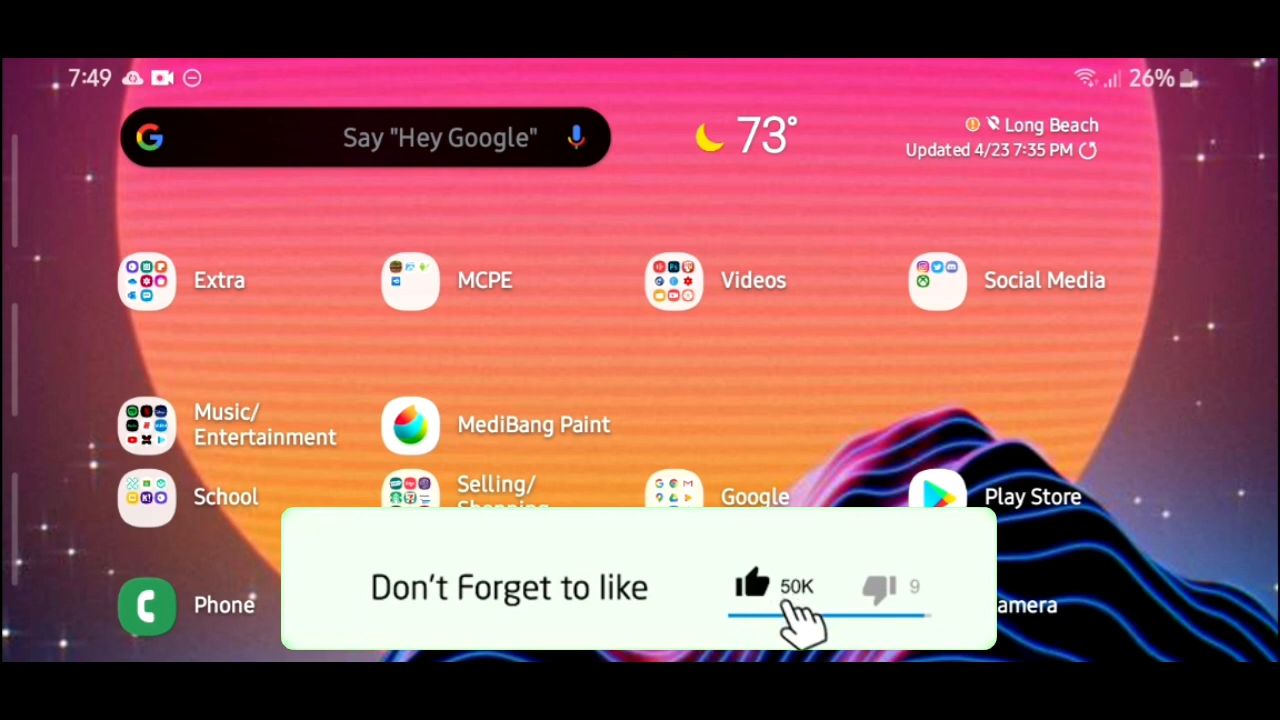 7:49
26%
Say "Hey Google"
73°
Long Beach
Updated 4/23 7:35 PM
Extra
MCPE
Videos
Social Media
Music/
Entertainment
MediBang Paint
School
Selling/
Shopping
Google
Play Store
Phone
Don't Forget to like
50K
9
amera